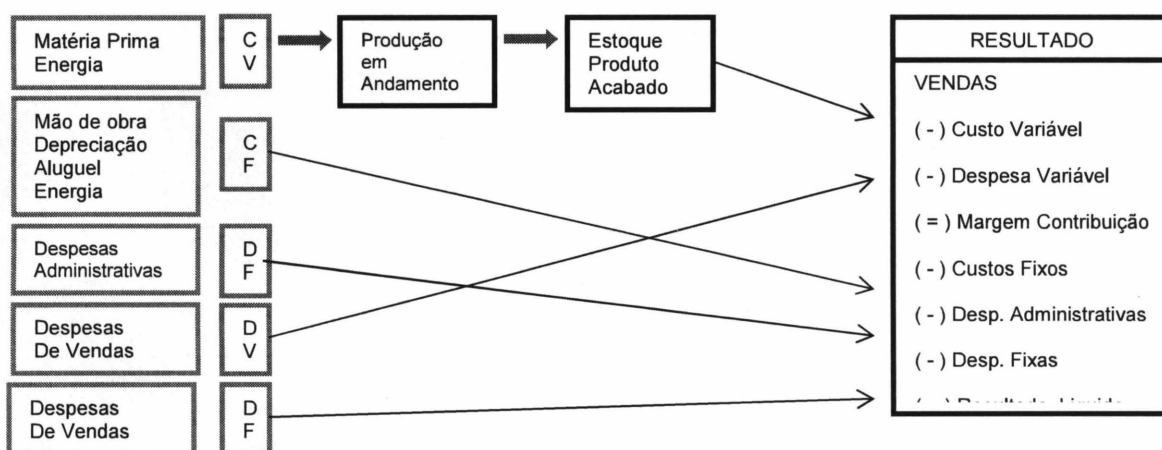 Matéria Prima
Energia
C
V
Produção
em
Andamento
Estoque
Produto
Acabado
Mão de obra
Depreciação
Aluguel
Energia
C
F
Despesas
Administrativas
D
F
Despesas
De Vendas
D
V
Despesas
De Vendas
D
F
RESULTADO
VENDAS
( - ) Custo Variável
( - ) Despesa Variável
( = ) Margem Contribuição
( - ) Custos Fixos
( - ) Desp. Administrativas
( - ) Desp. Fixas